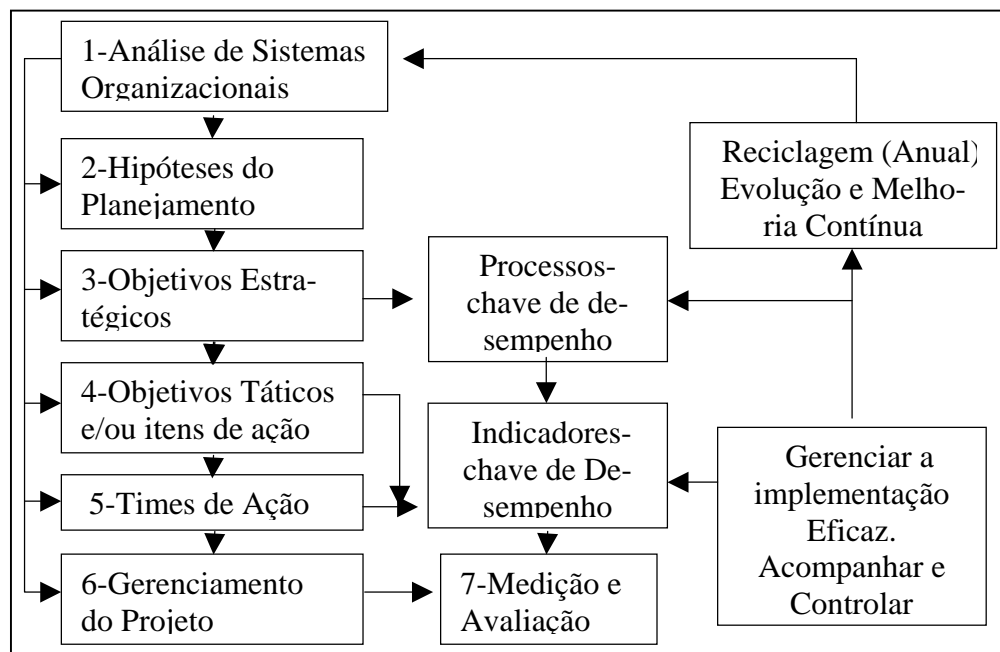 1-Análise de Sistemas
Organizacionais
2-Hipóteses do
Planejamento
3-Objetivos Estra-
tégicos
4-Objetivos Táticos
e/ou itens de ação
5-Times de Ação
6-Gerenciamento
do Projeto
Processos-
chave de de-
sempenho
Indicadores-
chave de De-
sempenho
7-Medição e
Avaliação
Reciclagem (Anual)
Evolução e Melho-
ria Contínua
Gerenciar a
implementação
Eficaz.
Acompanhar e
Controlar